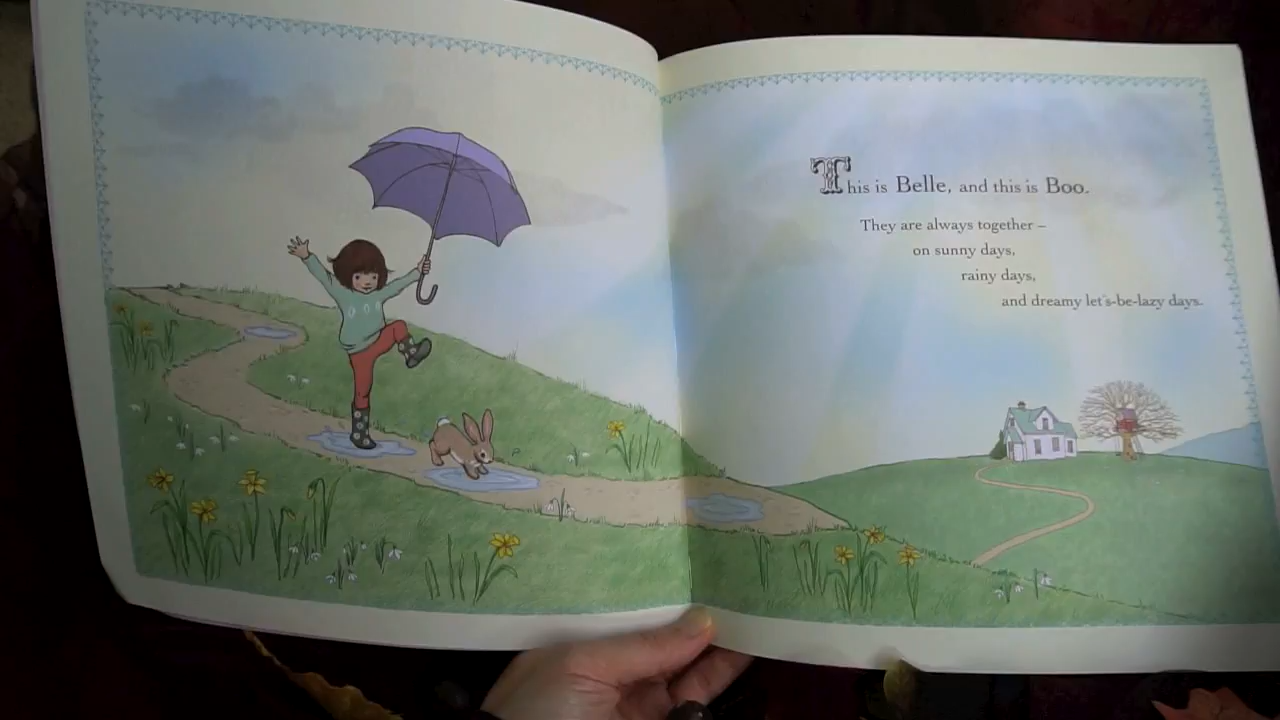 This is Belle, and this is Boo.
They are always together –
on sunny days,
rainy days,
and dreamy let's-be-lazy days.